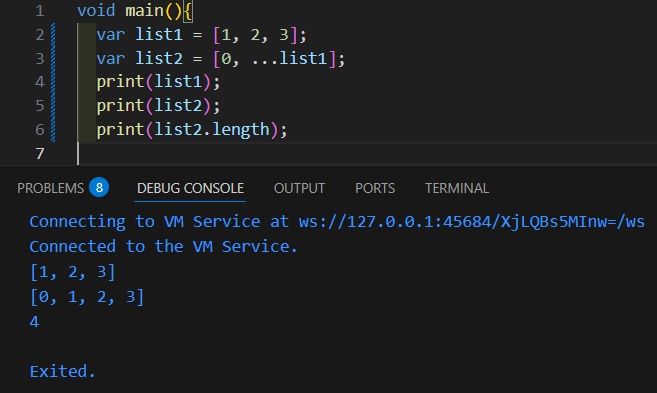 1 void main(){
2 var list1 = [1, 2, 3];
3 var list2 = [0, ...list1];
4 print(list1);
5 print(list2);
6 print(list2.length);
7
PROBLEMS 8 DEBUG CONSOLE OUTPUT PORTS TERMINAL
Connecting to VM Service at ws://127.0.0.1:45684/XjLQBs5MInw=/ws
Connected to the VM Service.
[1, 2, 3]
[0, 1, 2, 3]
4
Exited.